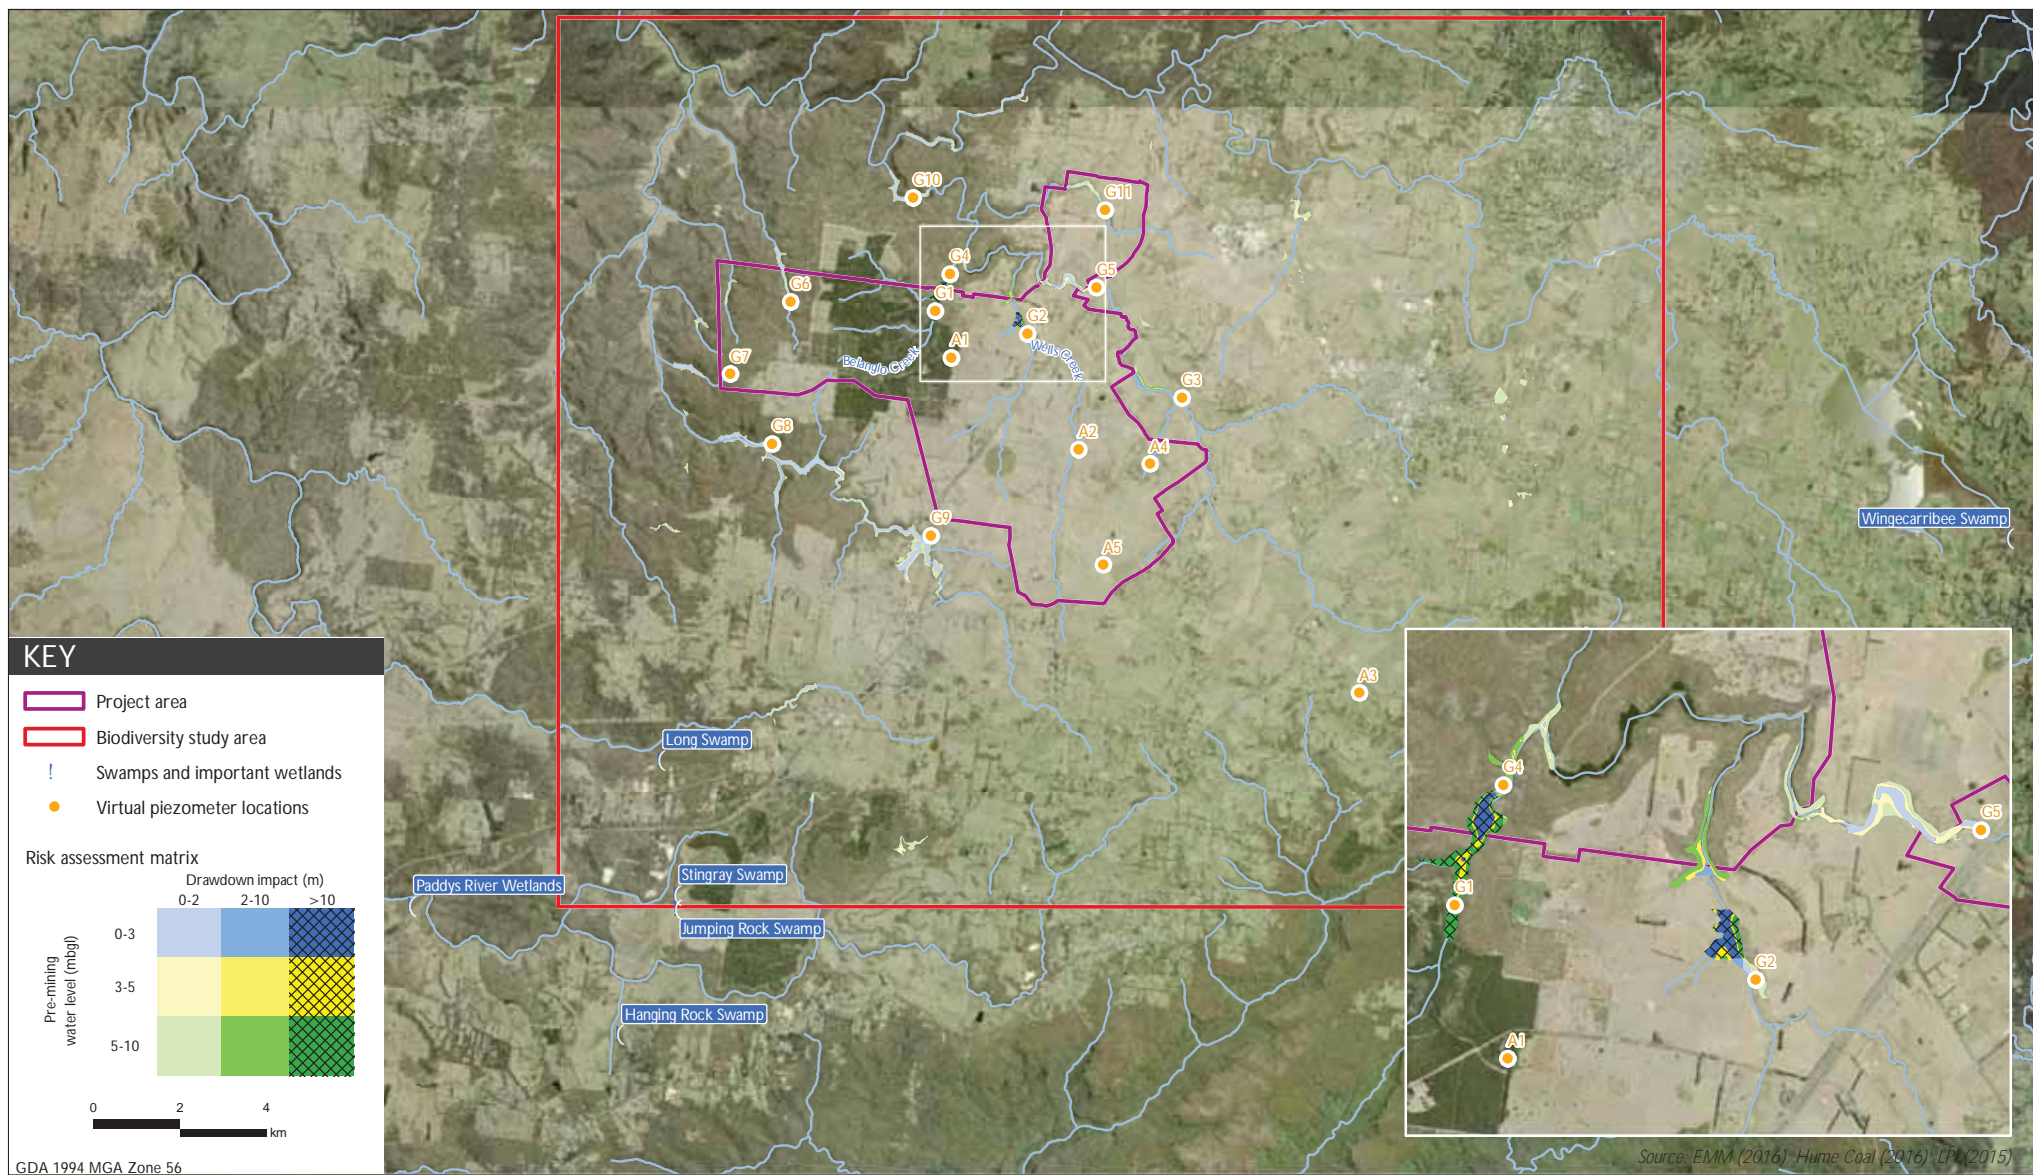 G10
G11
G4
G5
G6
G1
G2
A1
Wells Creek
Belanglo Creek
G7
G3
G8
A2
A4
G9
A5
Wingecarribee Swamp
A3
Long Swamp
Stingray Swamp
Paddys River Wetlands
Jumping Rock Swamp
Hanging Rock Swamp
KEY
Project area
Biodiversity study area
Swamps and important wetlands
Virtual piezometer locations
Risk assessment matrix
Drawdown impact (m)
0-2 2-10 >10
Pre-mining
water level (mbgl)
0-3
3-5
5-10
0 2 4
km
GDA 1994 MGA Zone 56
G4
G5
G1
G2
A1
Source: EMM (2016) Hume Coal (2016) LPI (2015)